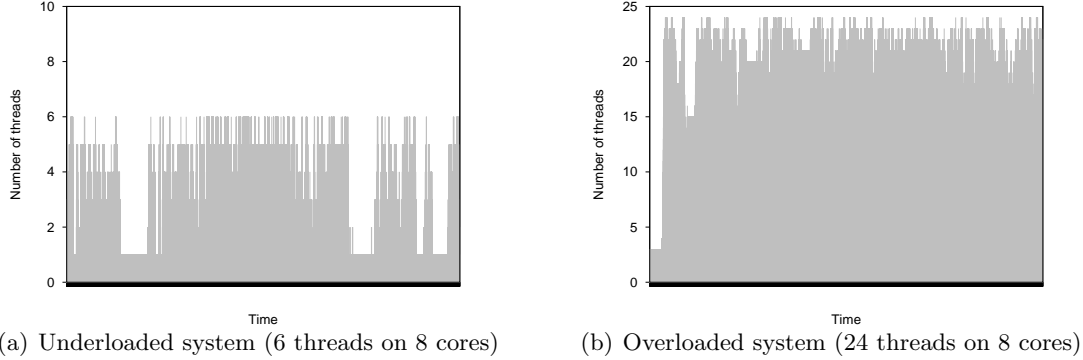 10
8
6
4
2
0
Number of threads
Time
(a) Underloaded system (6 threads on 8 cores)
25
20
15
10
5
0
Number of threads
Time
(b) Overloaded system (24 threads on 8 cores)